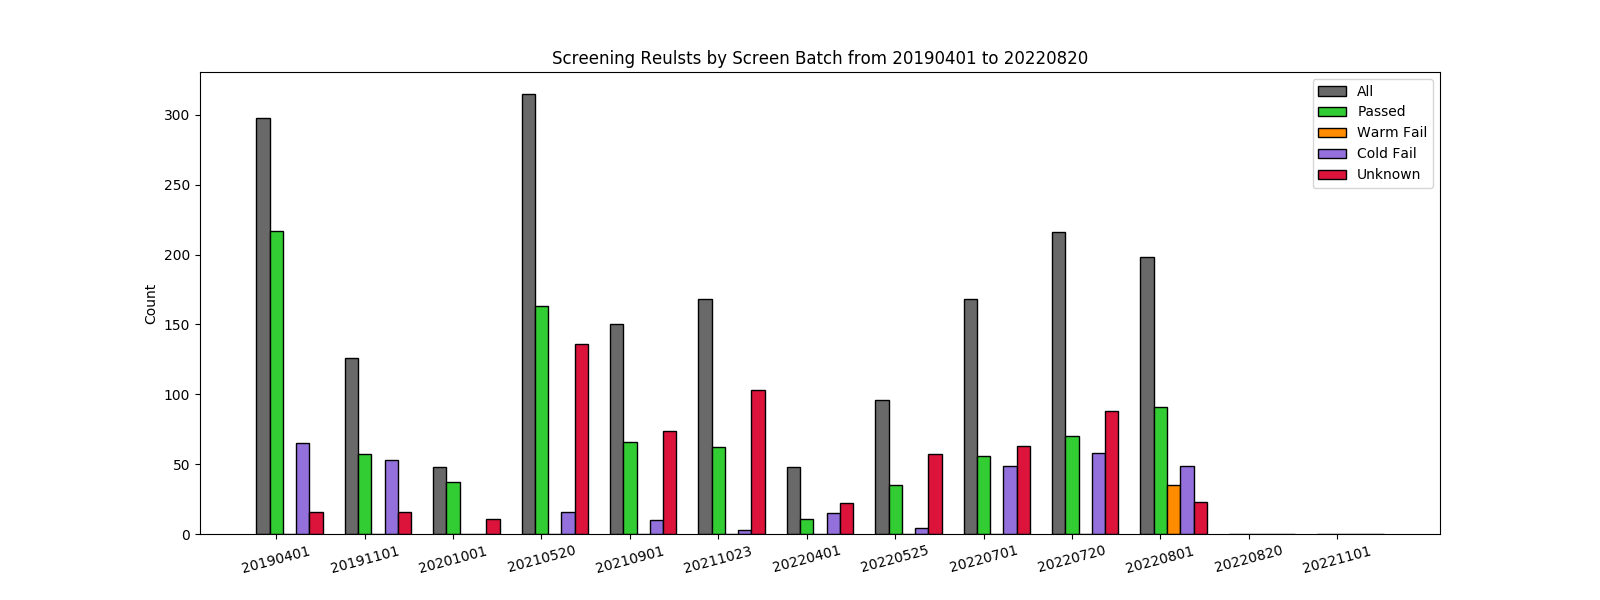 Screening Reulsts by Screen Batch from 20190401 to 20220820
All
Passed
Warm Fail
Cold Fail
Unknown
Count
300
250
200
150
100
50
0
20190401
20191101
20201001
20210520
20210901
20211023
20220401
20220525
20220701
20220720
20220801
20220820
20221101